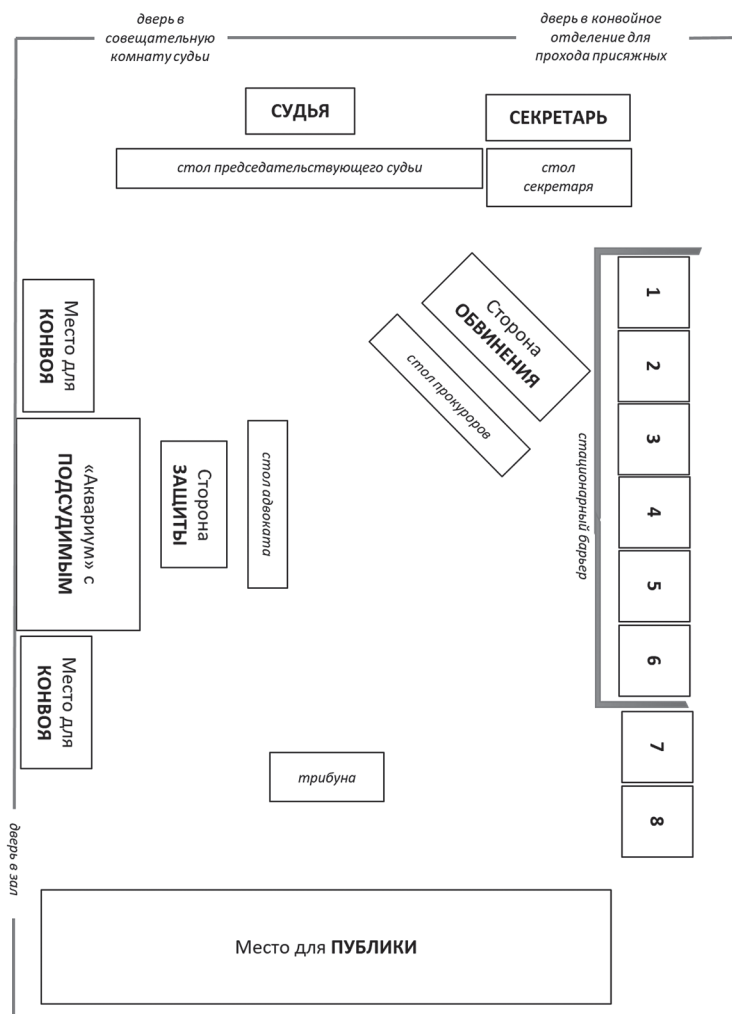 дверь в
совещательную
комнату судьи
дверь в конвойное
отделение для
прохода присяжных
СУДЬЯ
СЕКРЕТАРЬ
стол председательствующего судьи
стол
секретаря
Место для
КОНВОЯ
Сторона
ОБВИНЕНИЯ
стол прокуроров
1
2
3
4
5
6
7
8
стационарный барьер
«Аквариум» с
ПОДСУДИМЫМ
Сторона
ЗАЩИТЫ
стол адвоката
Место для
КОНВОЯ
трибуна
дверь в зал
Место для ПУБЛИКИ